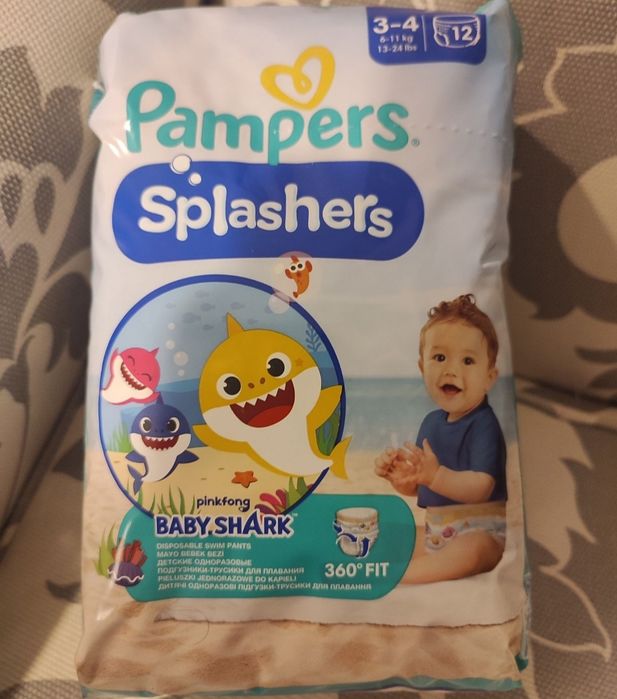 3-4
6-11 kg
13-24 lbs
12
Pampers®
Splashers
pinkfong
BABY SHARK™
DISPOSABLE SWIM PANTS
MAYO BEBEK BEZİ
ДЕТСКИЕ ОДНОРАЗОВЫЕ
ПОДГУЗНИКИ-ТРУСИКИ ДЛЯ ПЛАВАНИЯ
PIELUSZKI JEDNORAZOWE DO KĄPIELI
ДИТЯЧІ ОДНОРАЗОВІ ПІДГУЗКИ-ТРУСИКИ ДЛЯ ПЛАВАННЯ
360° FIT